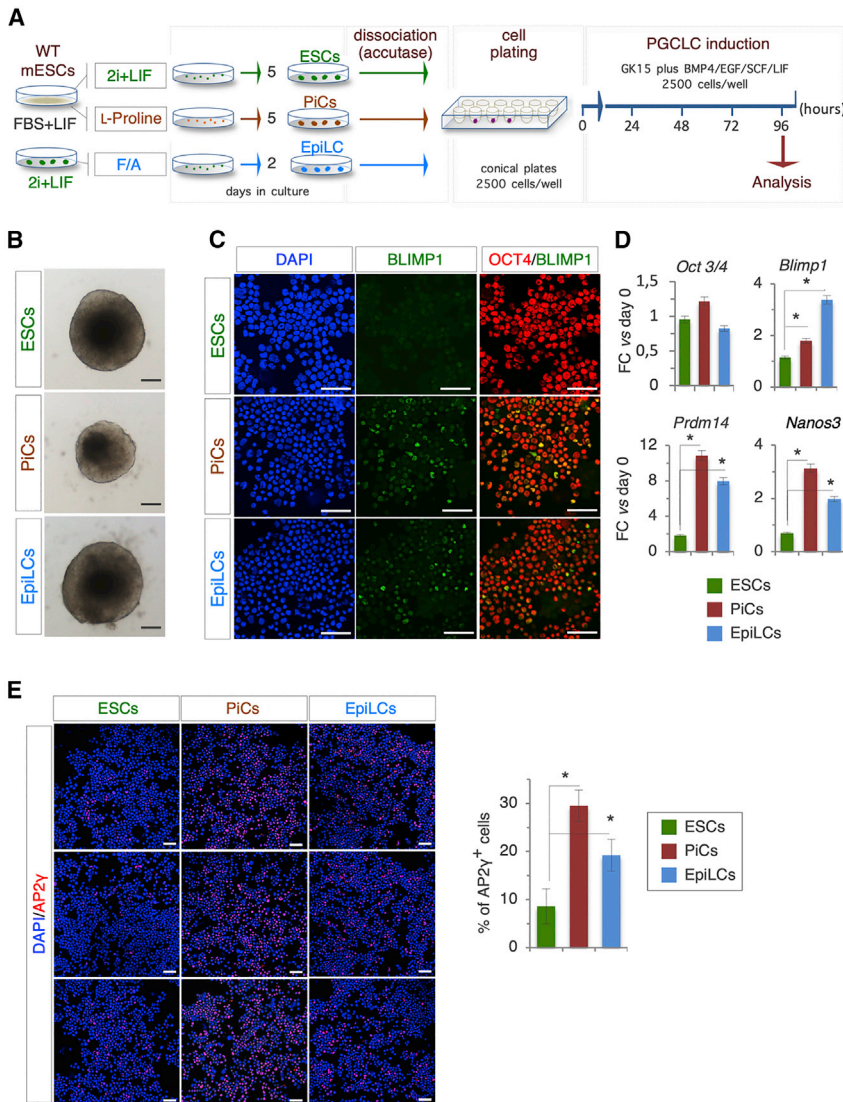 A
WT
mESCs
FBS+LIF
2i+LIF
2i+LIF
L-Proline
F/A
5
5
2
days in culture
ESCs
PiCs
EpiLC
dissociation
(accutase)
cell
plating
conical plates
2500 cells/well
PGCLC induction
GK15 plus BMP4/EGF/SCF/LIF
2500 cells/well
0
24
48
72
96
(hours)
Analysis
B
ESCs
PiCs
EpiLCs
C
DAPI
BLIMP1
OCT4/BLIMP1
ESCs
PiCs
EpiLCs
D
Oct 3/4
FC vs day 0
1,5
1
0,5
0
Blimp1
4
2
0
*
*
Prdm14
FC vs day 0
12
8
4
0
*
*
Nanos3
4
2
0
*
*
ESCs
PiCs
EpiLCs
E
ESCs
PiCs
EpiLCs
DAPI/AP2γ
% of AP2γ+ cells
30
20
10
0
*
*
ESCs
PiCs
EpiLCs